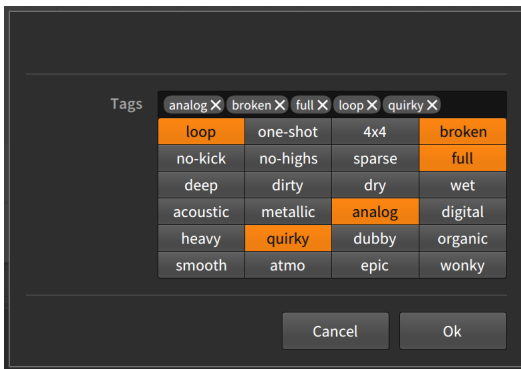 Tags analog X broken X full X loop X quirky X
loop one-shot 4x4 broken
no-kick no-highs sparse full
deep dirty dry wet
acoustic metallic analog digital
heavy quirky dubby organic
smooth atmo epic wonky
Cancel Ok